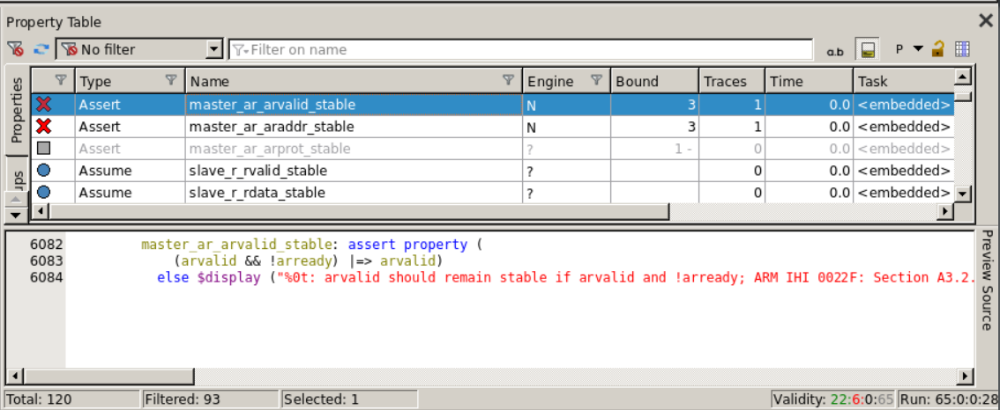 Property Table
No filter
Filter on name
a.b
P
Type Name Engine Bound Traces Time Task
Assert master_ar_arvalid_stable N 3 1 0.0 <embedded>
Assert master_ar_araddr_stable N 3 1 0.0 <embedded>
Assert master_ar_arprot_stable ? 1 - 0 0.0 <embedded>
Assume slave_r_rvalid_stable ? 0 0.0 <embedded>
Assume slave_r_rdata_stable ? 0 0.0 <embedded>
Properties
ups
6082 master_ar_arvalid_stable: assert property (
6083 (arvalid && !arready) |=> arvalid)
6084 else $display ("%0t: arvalid should remain stable if arvalid and !arready; ARM IHI 0022F: Section A3.2.
Preview Source
Total: 120 Filtered: 93 Selected: 1 Validity: 22:6:0:65 Run: 65:0:0:28